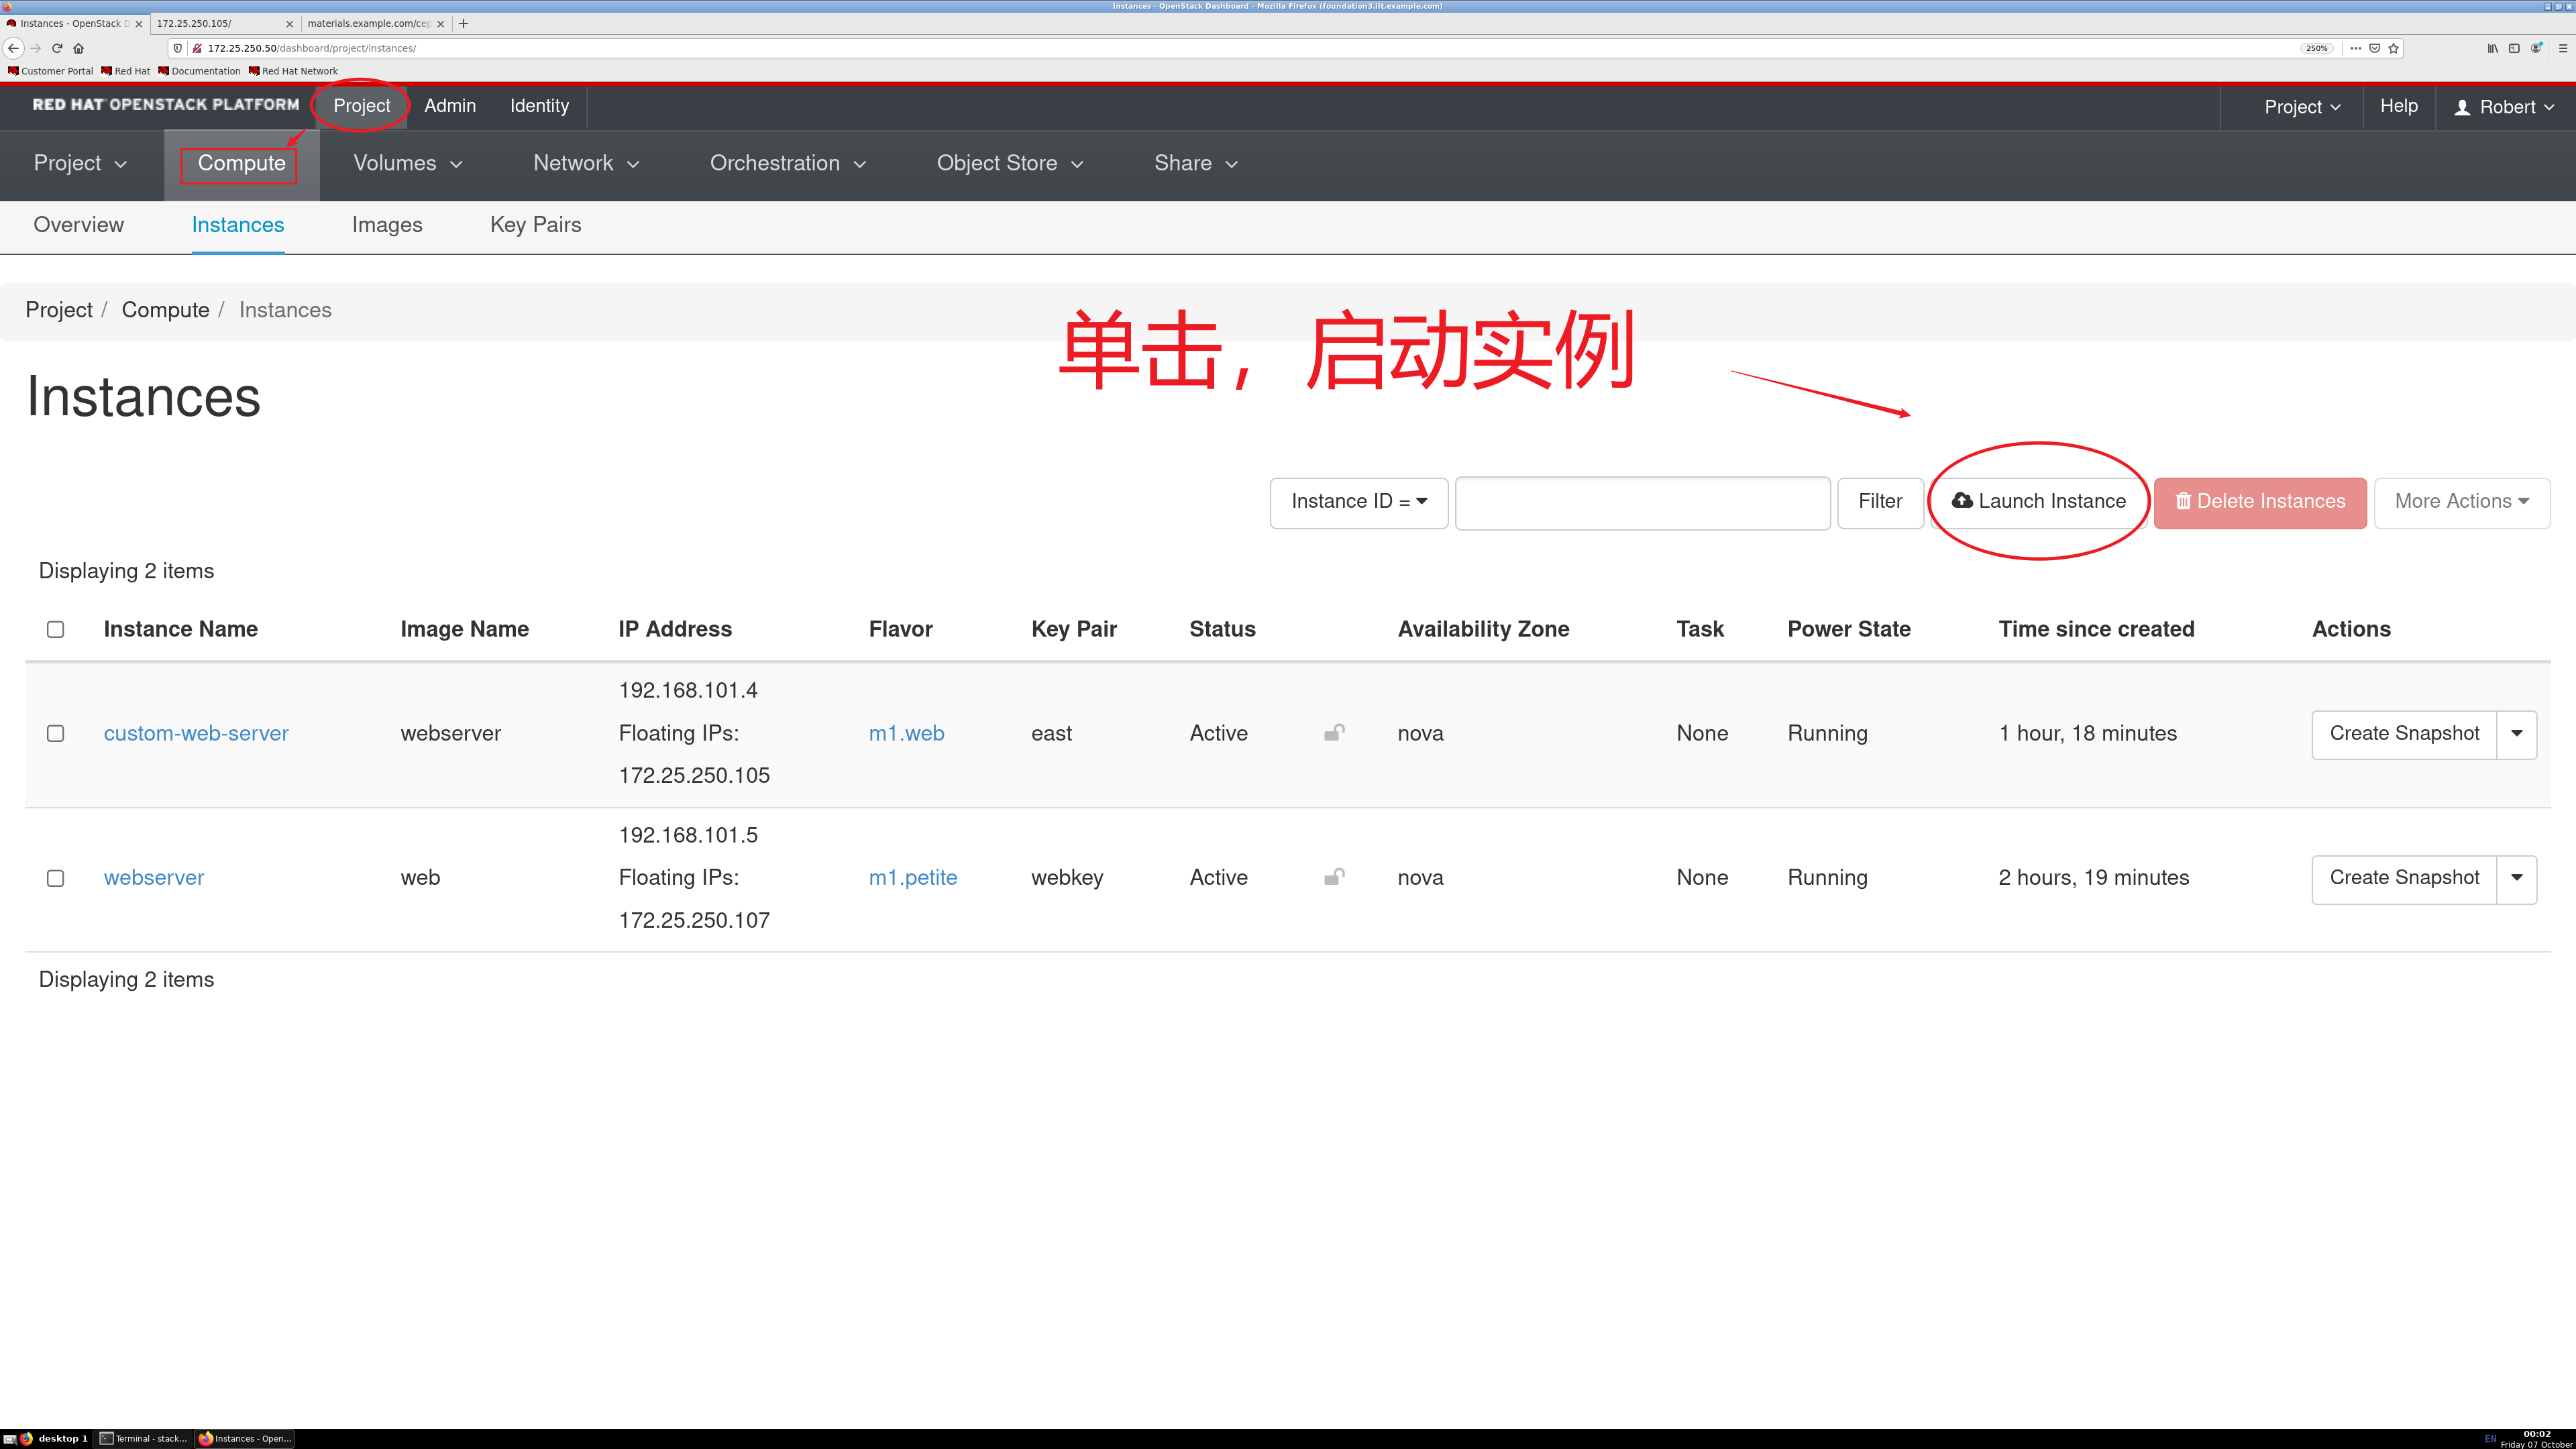 Instances - OpenStack Dashboard - Mozilla Firefox (foundation3.ilt.example.com)
Instances - OpenStack D
172.25.250.105/
materials.example.com/cep
172.25.250.50/dashboard/project/instances/
250%
Customer Portal
Red Hat
Documentation
Red Hat Network
RED HAT OPENSTACK PLATFORM
Project
Admin
Identity
Project
Help
Robert
Project
Compute
Volumes
Network
Orchestration
Object Store
Share
Overview
Instances
Images
Key Pairs
Project / Compute / Instances
单击，启动实例
Instances
Instance ID =
Filter
Launch Instance
Delete Instances
More Actions
Displaying 2 items
Instance Name
Image Name
IP Address
Flavor
Key Pair
Status
Availability Zone
Task
Power State
Time since created
Actions
custom-web-server
webserver
192.168.101.4
Floating IPs:
172.25.250.105
m1.web
east
Active
nova
None
Running
1 hour, 18 minutes
Create Snapshot
webserver
web
192.168.101.5
Floating IPs:
172.25.250.107
m1.petite
webkey
Active
nova
None
Running
2 hours, 19 minutes
Create Snapshot
Displaying 2 items
desktop 1
Terminal - stack...
Instances - Open...
EN
00:02
Friday 07 October